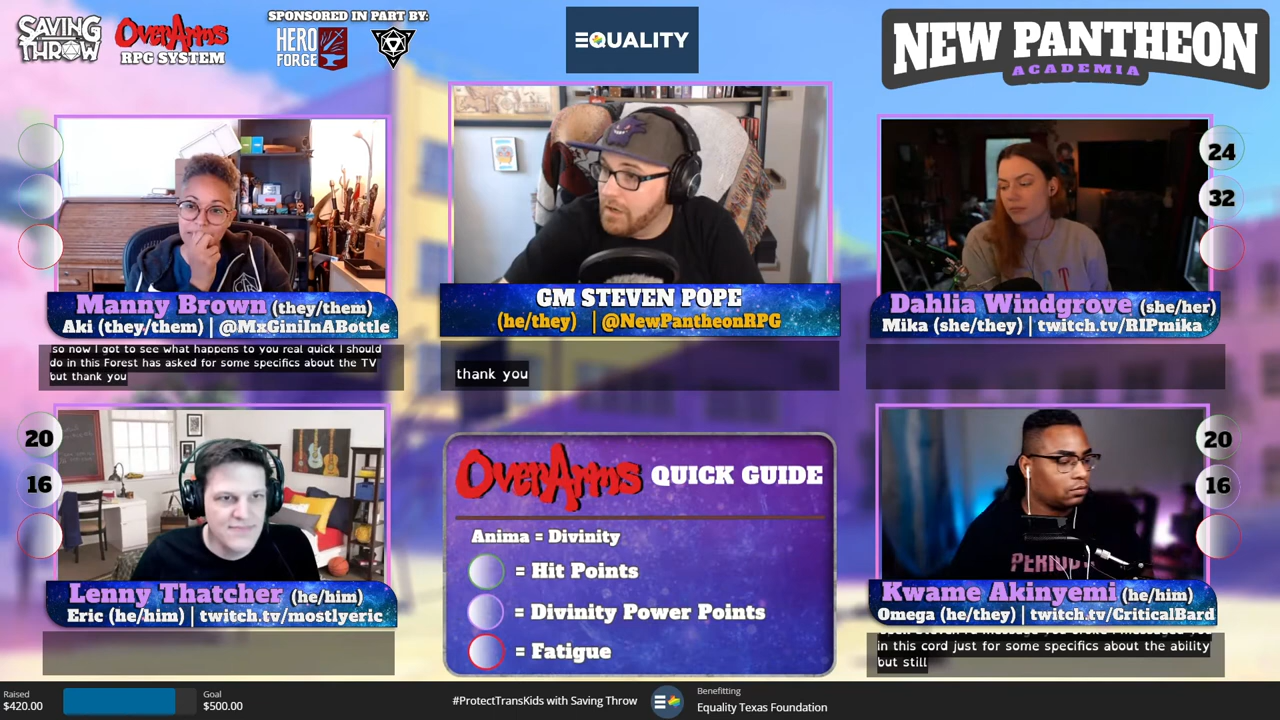 SAVING THROW
OVERARMS
RPG SYSTEM
SPONSORED IN PART BY:
HERO FORGE
EQUALITY
NEW PANTHEON
ACADEMIA
24
32
Manny Brown (they/them)
Aki (they/them) | @MxGiniInABottle
GM STEVEN POPE
(he/they) | @NewPantheonRPG
Dahlia Windgrove (she/her)
Mika (she/they) | twitch.tv/RIPmika
so now I got to see what happens to you real quick I should
do in this Forest has asked for some specifics about the TV
but thank you
thank you
20
16
20
16
OVERARMS QUICK GUIDE
Anima = Divinity
= Hit Points
= Divinity Power Points
= Fatigue
PERIOD
Lenny Thatcher (he/him)
Eric (he/him) | twitch.tv/mostlyeric
Kwame Akinyemi (he/him)
Omega (he/they) | twitch.tv/CriticalBard
in this cord just for some specifics about the ability
but still
Raised
$420.00
Goal
$500.00
#ProtectTransKids with Saving Throw
Benefitting
Equality Texas Foundation